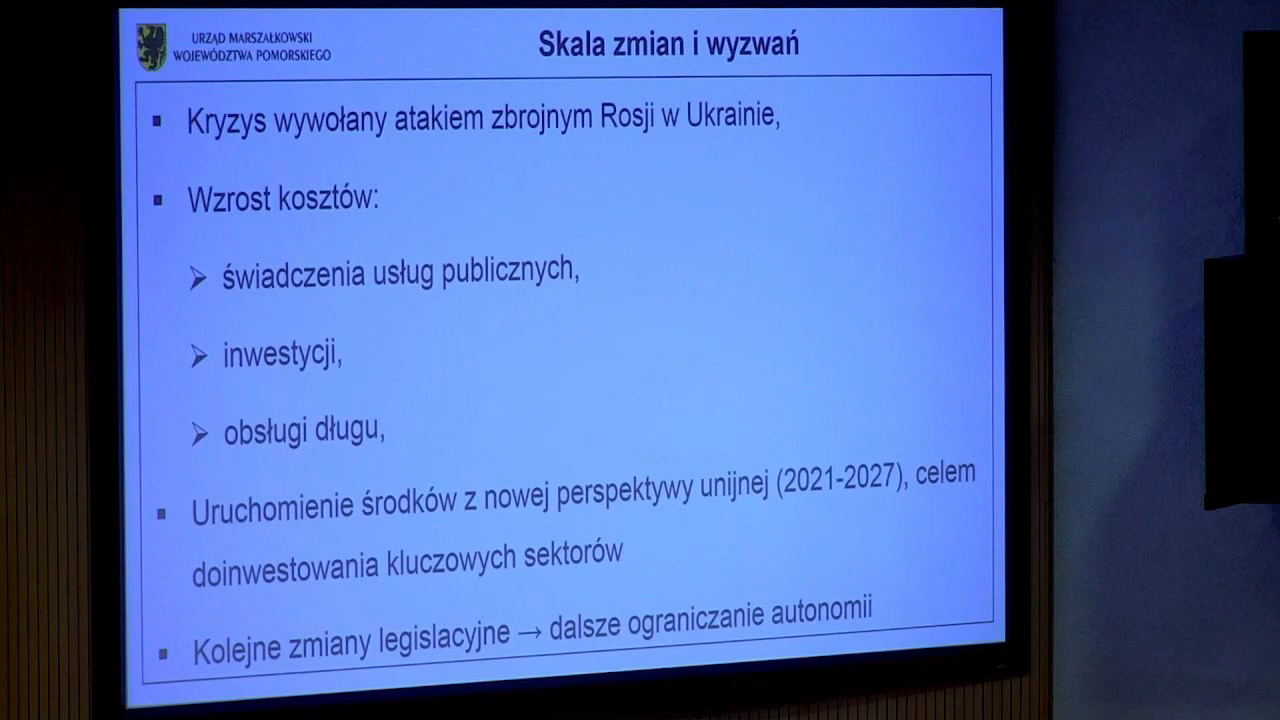 URZĄD MARSZAŁKOWSKI
WOJEWÓDZTWA POMORSKIEGO
Skala zmian i wyzwań
▪ Kryzys wywołany atakiem zbrojnym Rosji w Ukrainie,
▪ Wzrost kosztów:
➢ świadczenia usług publicznych,
➢ inwestycji,
➢ obsługi długu,
▪ Uruchomienie środków z nowej perspektywy unijnej (2021-2027), celem
doinwestowania kluczowych sektorów
▪ Kolejne zmiany legislacyjne → dalsze ograniczanie autonomii